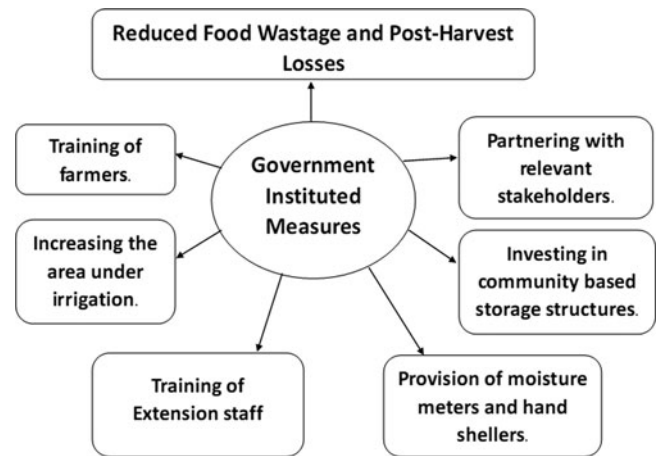 Reduced Food Wastage and Post-Harvest
Losses
Training of
farmers.
Government
Instituted
Measures
Partnering with
relevant
stakeholders.
Increasing the
area under
irrigation.
Investing in
community based
storage structures.
Training of
Extension staff
Provision of moisture
meters and hand
shellers.